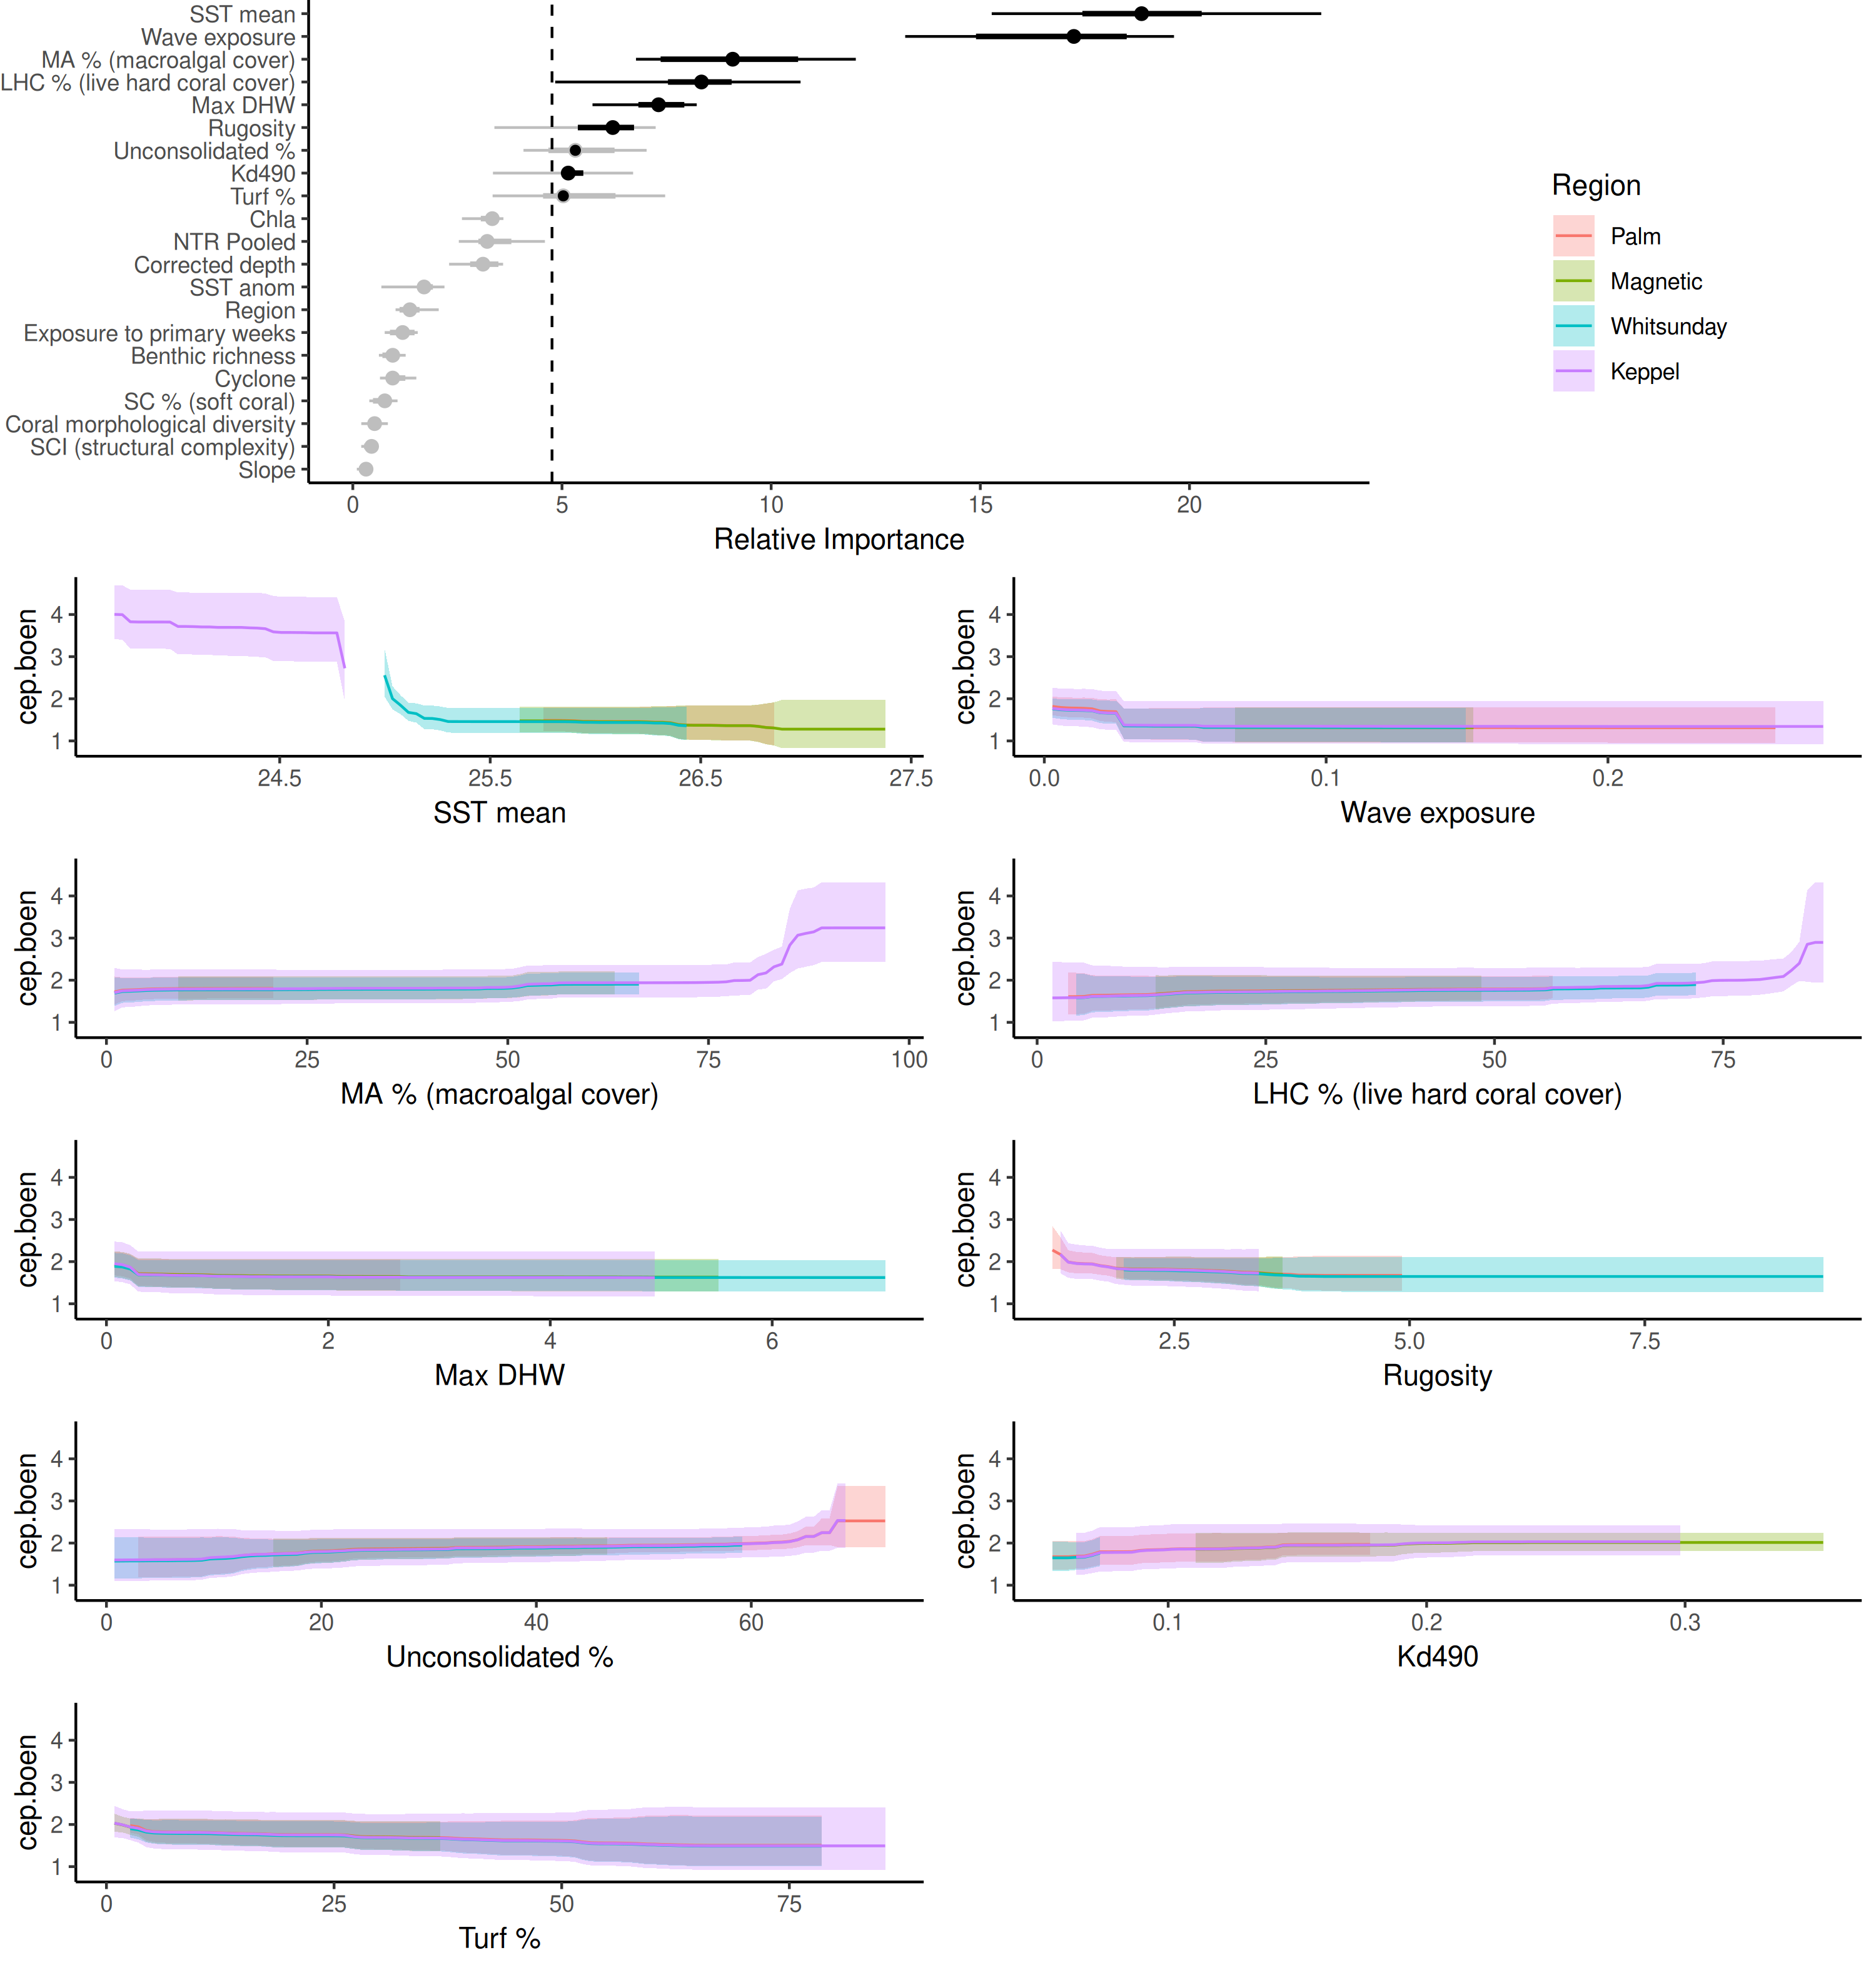 SST mean
Wave exposure
MA % (macroalgal cover)
LHC % (live hard coral cover)
Max DHW
Rugosity
Unconsolidated %
Kd490
Turf %
Chla
NTR Pooled
Corrected depth
SST anom
Region
Exposure to primary weeks
Benthic richness
Cyclone
SC % (soft coral)
Coral morphological diversity
SCI (structural complexity)
Slope
0 5 10 15 20
Relative Importance
Region
Palm
Magnetic
Whitsunday
Keppel
cep.boen
4
3
2
1
24.5 25.5 26.5 27.5
SST mean
cep.boen
4
3
2
1
0.0 0.1 0.2
Wave exposure
cep.boen
4
3
2
1
0 25 50 75 100
MA % (macroalgal cover)
cep.boen
4
3
2
1
0 25 50 75
LHC % (live hard coral cover)
cep.boen
4
3
2
1
0 2 4 6
Max DHW
cep.boen
4
3
2
1
2.5 5.0 7.5
Rugosity
cep.boen
4
3
2
1
0 20 40 60
Unconsolidated %
cep.boen
4
3
2
1
0.1 0.2 0.3
Kd490
cep.boen
4
3
2
1
0 25 50 75
Turf %